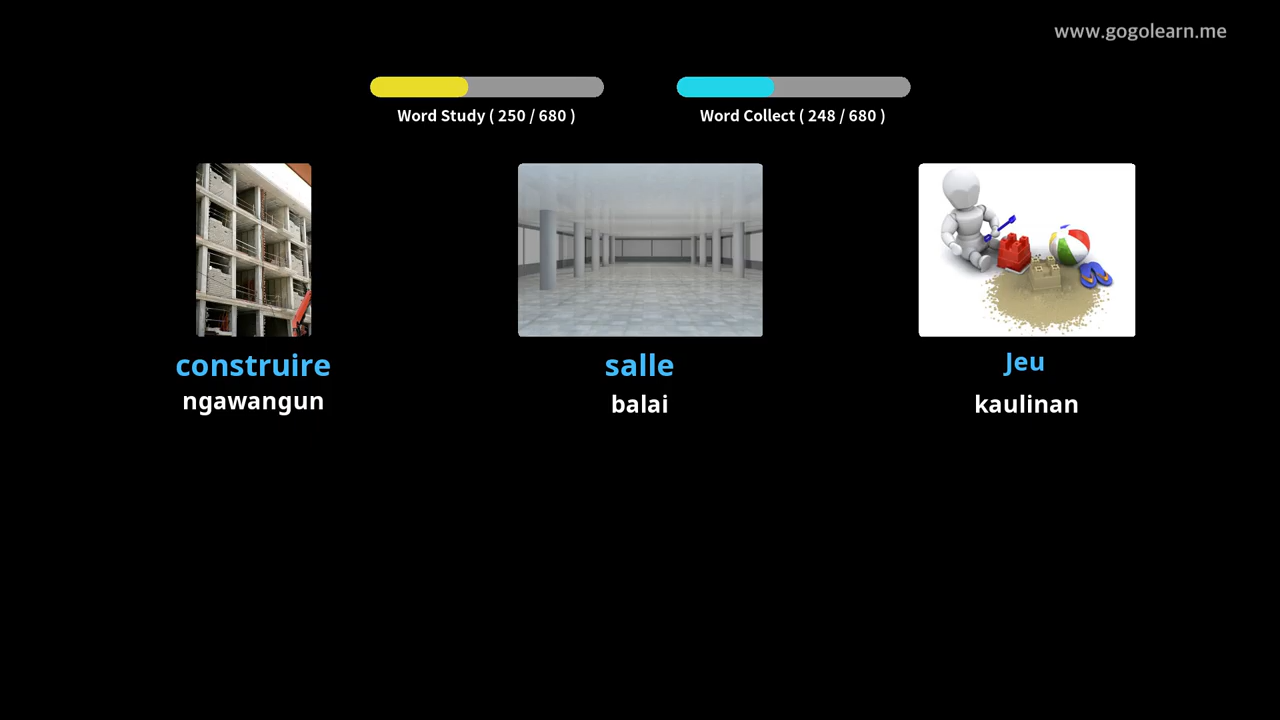 www.gogolearn.me
Word Study ( 250 / 680 )
Word Collect ( 248 / 680 )
construire
ngawangun
salle
balai
Jeu
kaulinan